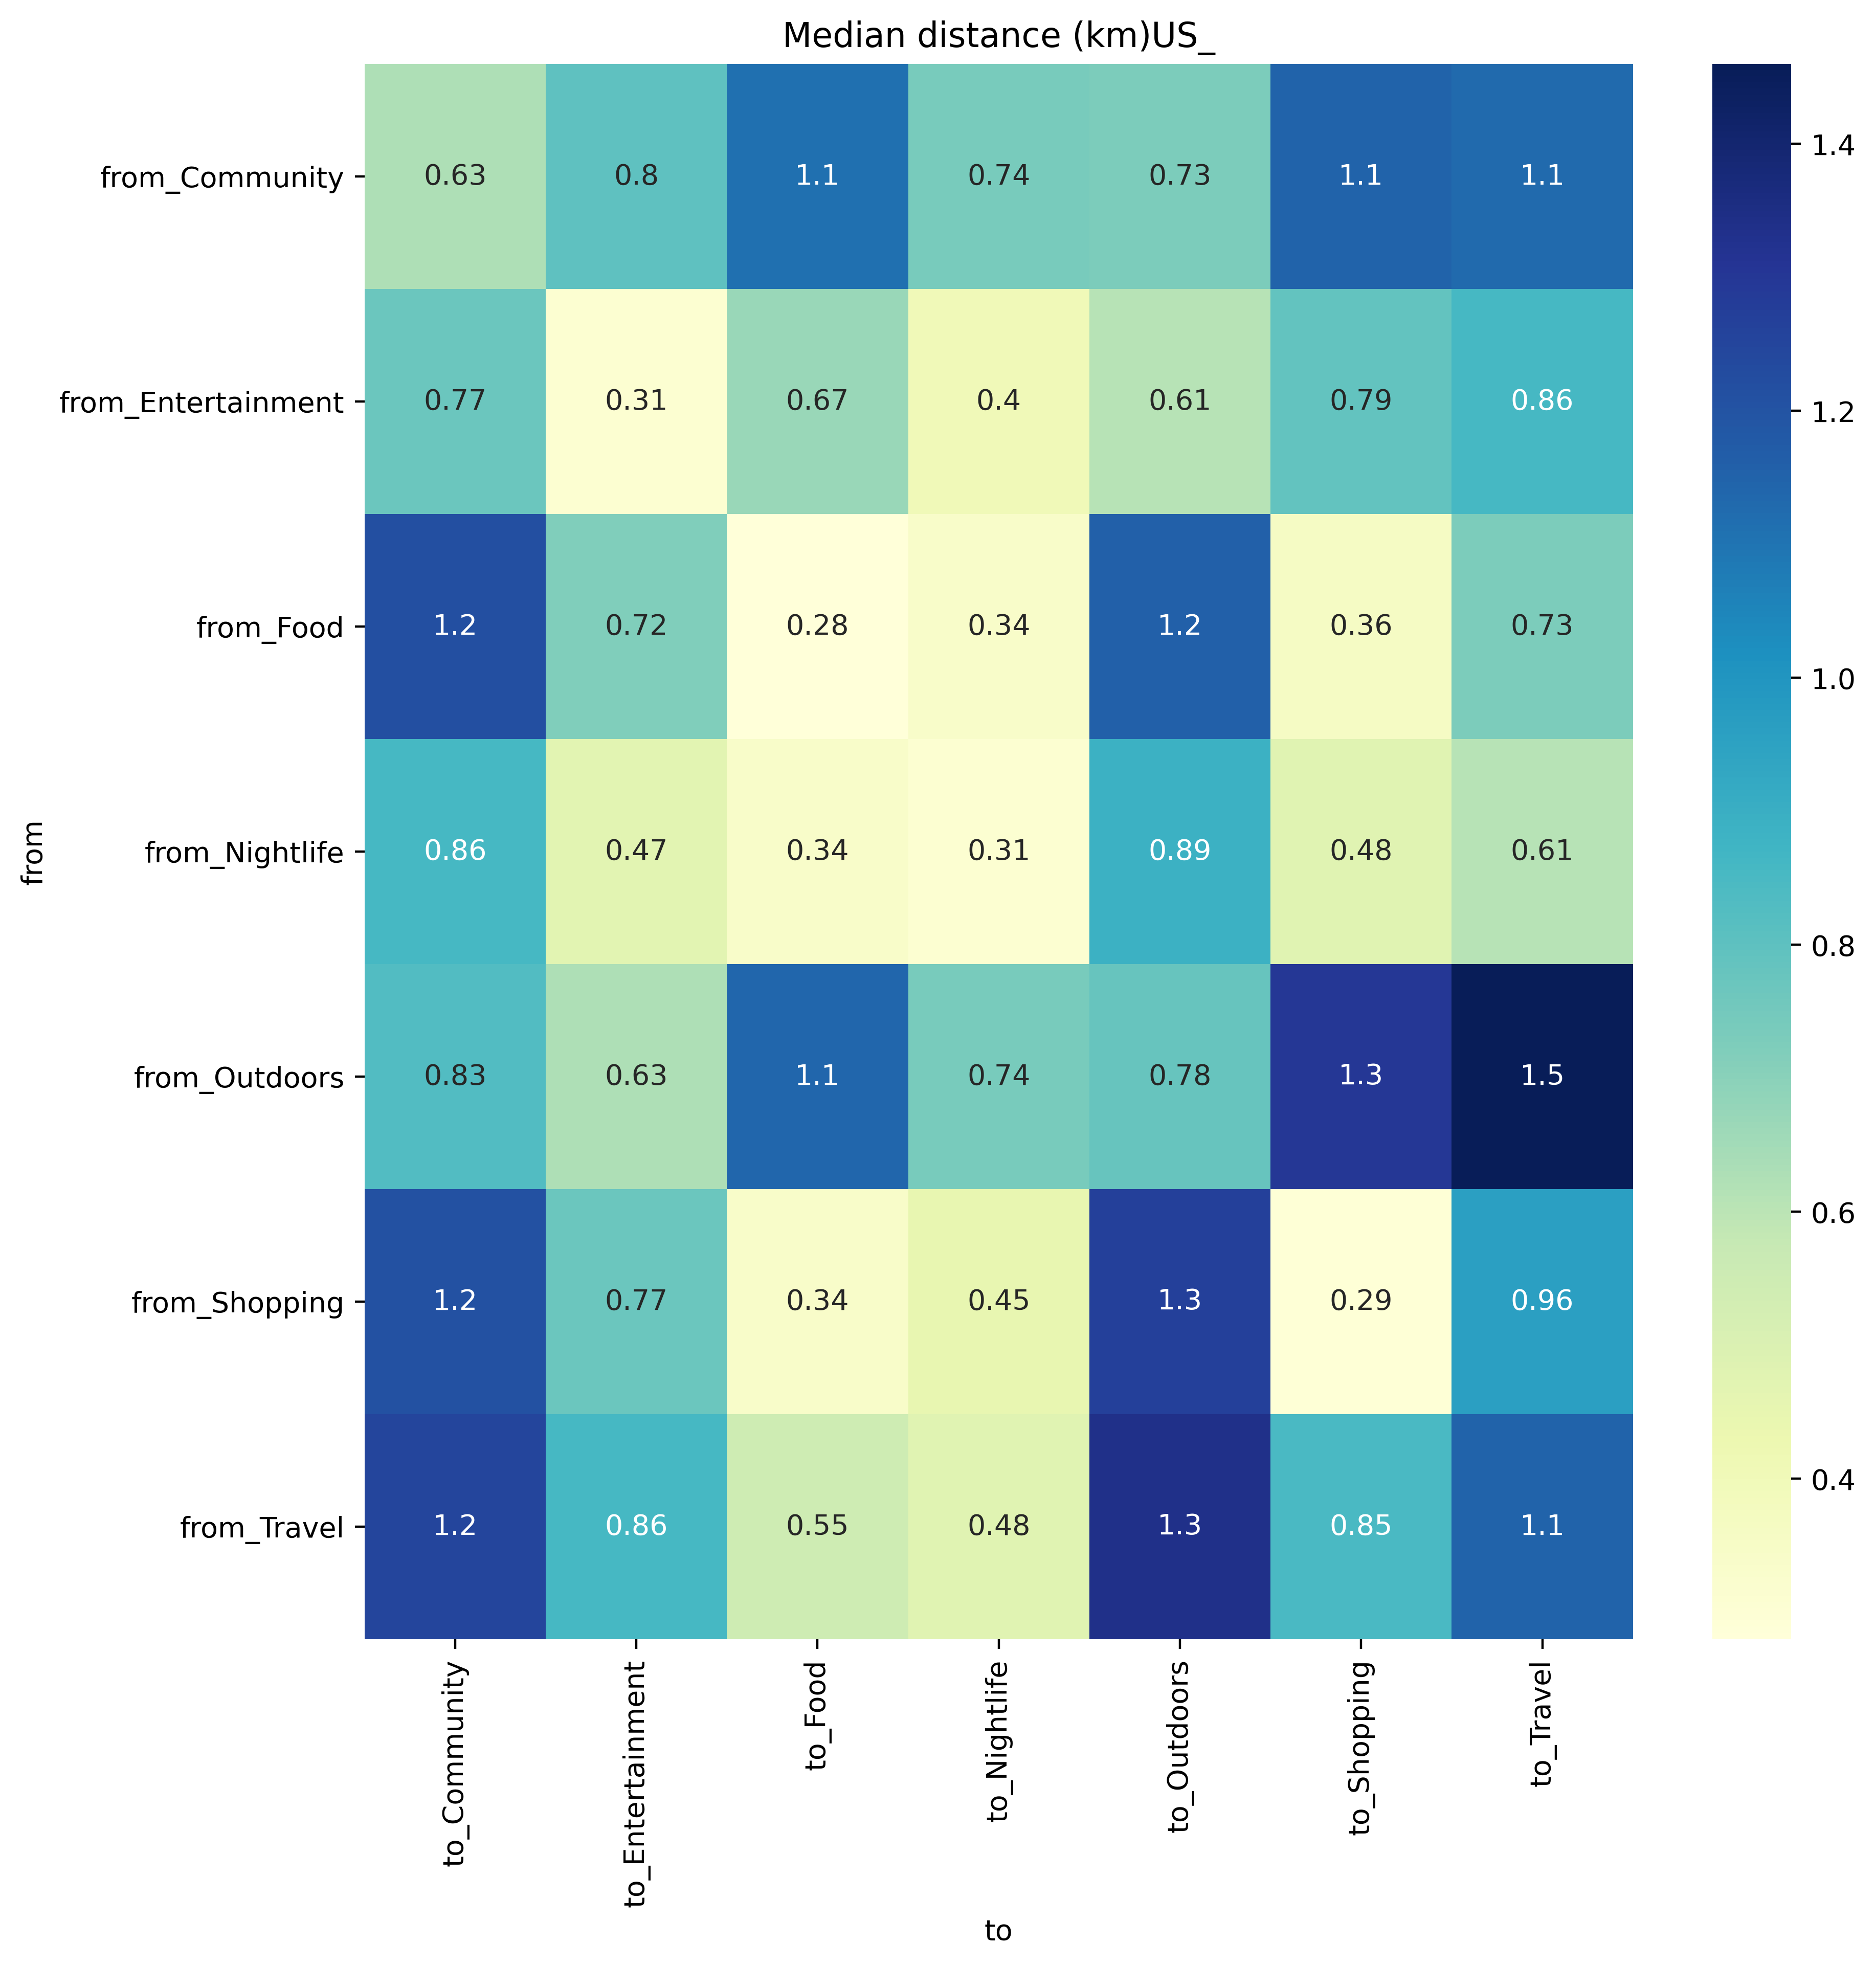 Median distance (km)US_
from_Community 0.63 0.8 1.1 0.74 0.73 1.1 1.1
from_Entertainment 0.77 0.31 0.67 0.4 0.61 0.79 0.86
from_Food 1.2 0.72 0.28 0.34 1.2 0.36 0.73
from_Nightlife 0.86 0.47 0.34 0.31 0.89 0.48 0.61
from_Outdoors 0.83 0.63 1.1 0.74 0.78 1.3 1.5
from_Shopping 1.2 0.77 0.34 0.45 1.3 0.29 0.96
from_Travel 1.2 0.86 0.55 0.48 1.3 0.85 1.1
from
to_Community
to_Entertainment
to_Food
to_Nightlife
to_Outdoors
to_Shopping
to_Travel
to
1.4
1.2
1.0
0.8
0.6
0.4